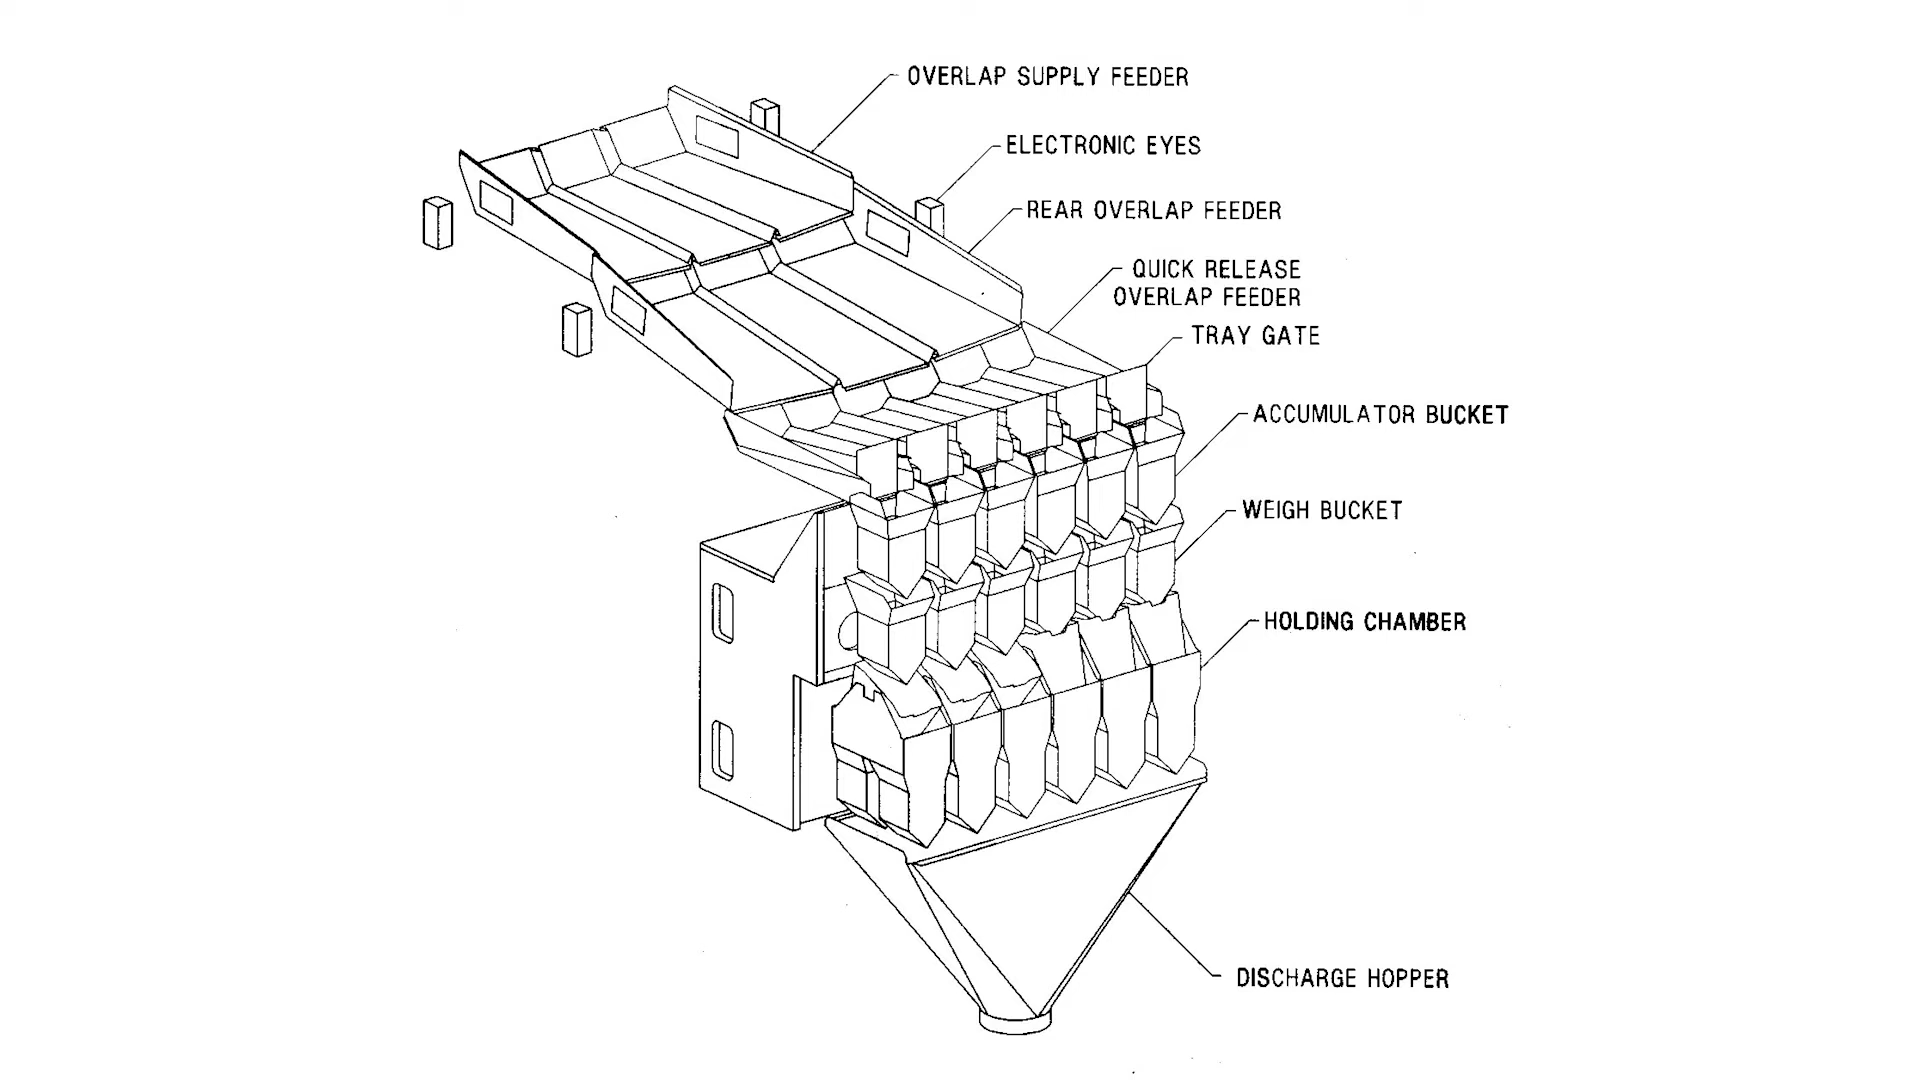 OVERLAP SUPPLY FEEDER
ELECTRONIC EYES
REAR OVERLAP FEEDER
QUICK RELEASE
OVERLAP FEEDER
TRAY GATE
ACCUMULATOR BUCKET
WEIGH BUCKET
HOLDING CHAMBER
DISCHARGE HOPPER